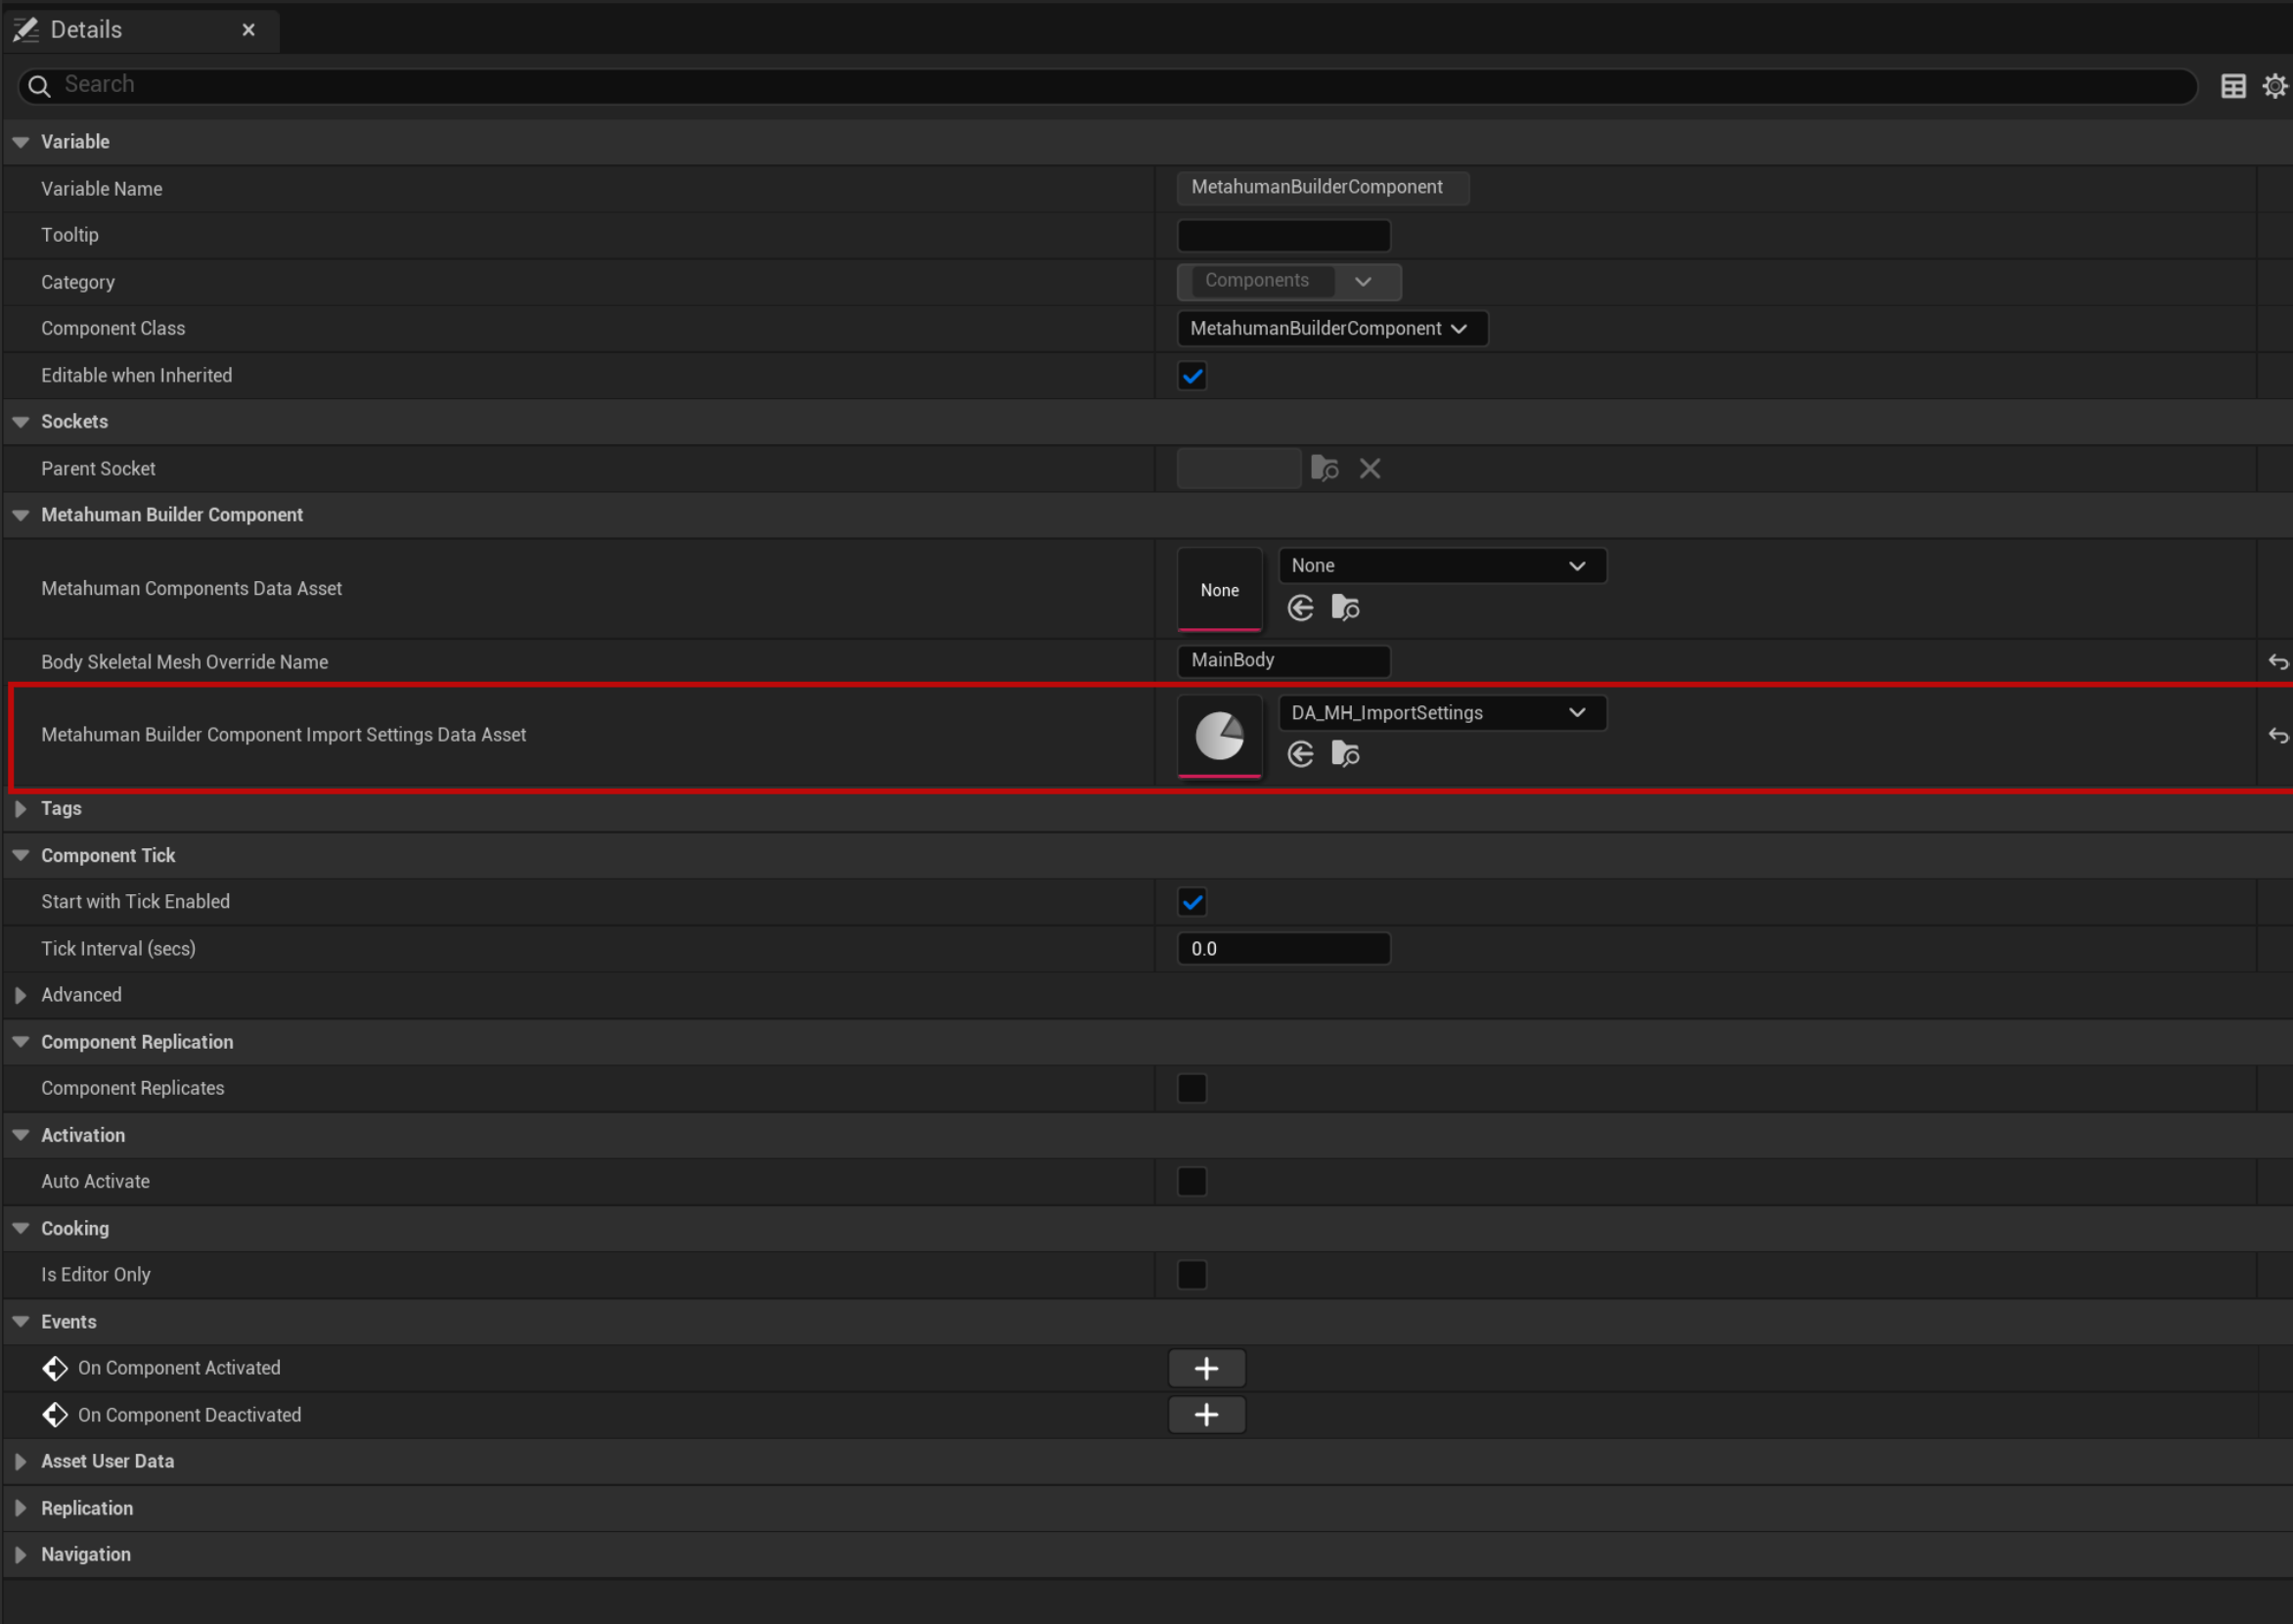 Details
Search
Variable
Variable Name
MetahumanBuilderComponent
Tooltip
Category
Components
Component Class
MetahumanBuilderComponent
Editable when Inherited
Sockets
Parent Socket
Metahuman Builder Component
Metahuman Components Data Asset
None
None
Body Skeletal Mesh Override Name
MainBody
Metahuman Builder Component Import Settings Data Asset
DA_MH_ImportSettings
Tags
Component Tick
Start with Tick Enabled
Tick Interval (secs)
0.0
Advanced
Component Replication
Component Replicates
Activation
Auto Activate
Cooking
Is Editor Only
Events
On Component Activated
On Component Deactivated
Asset User Data
Replication
Navigation